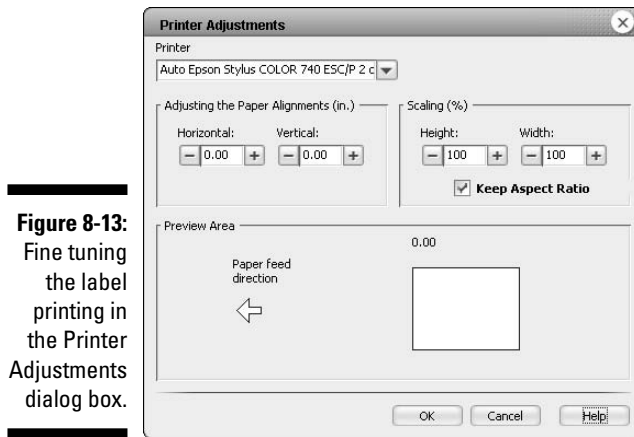 Printer Adjustments
Printer
Auto Epson Stylus COLOR 740 ESC/P 2 c
Adjusting the Paper Alignments (in.)
Horizontal: Vertical:
0.00 0.00
Scaling (%)
Height: Width:
100 100
Keep Aspect Ratio
Preview Area
0.00
Paper feed
direction
OK Cancel Help
Figure 8-13:
Fine tuning
the label
printing in
the Printer
Adjustments
dialog box.